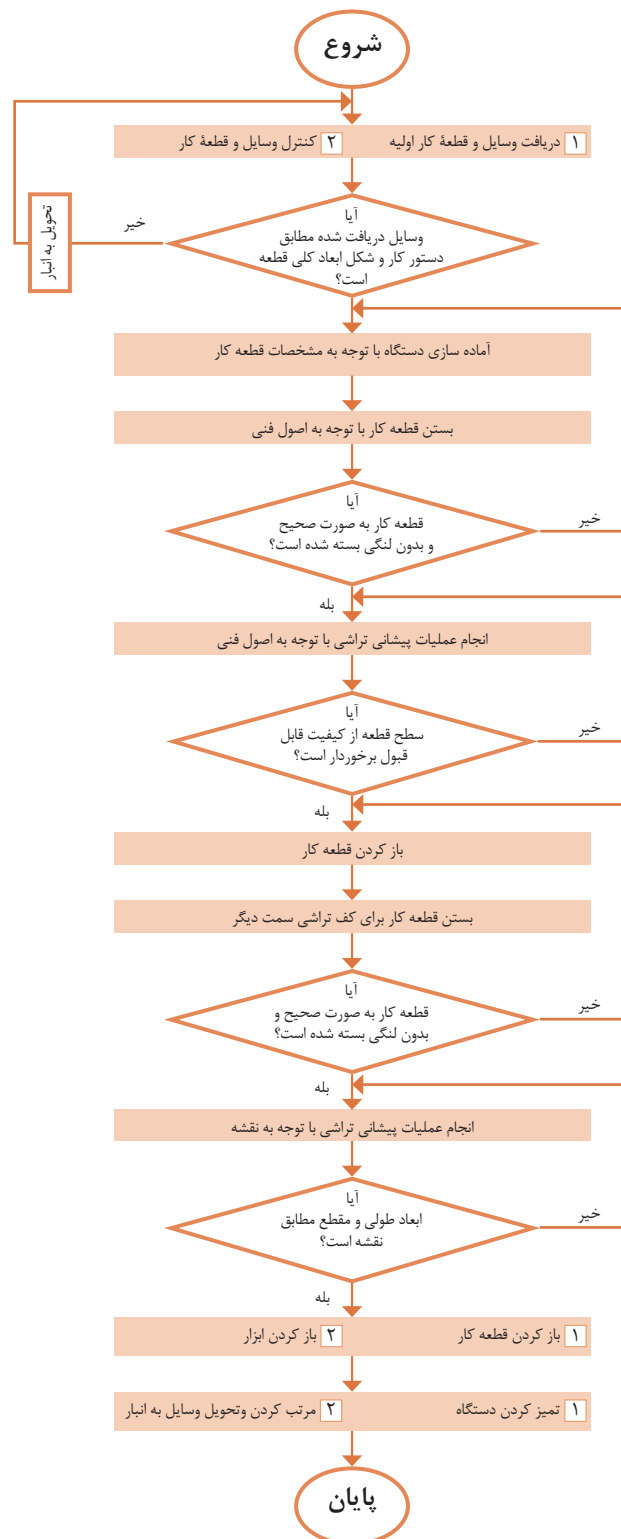 شروع
۱ دریافت وسایل و قطعۀ کار اولیه ۲ کنترل وسایل و قطعۀ کار
آیا
وسایل دریافت شده مطابق
دستور کار و شکل ابعاد کلی قطعه
است؟
خیر
تحویل به انبار
آماده سازی دستگاه با توجه به مشخصات قطعه کار
بستن قطعه کار با توجه به اصول فنی
آیا
قطعه کار به صورت صحیح
و بدون لنگی بسته شده است؟
خیر
بله
انجام عملیات پیشانی تراشی با توجه به اصول فنی
آیا
سطح قطعه از کیفیت قابل
قبول برخوردار است؟
خیر
بله
باز کردن قطعه کار
بستن قطعه کار برای کف تراشی سمت دیگر
آیا
قطعه کار به صورت صحیح و
بدون لنگی بسته شده است؟
خیر
بله
انجام عملیات پیشانی تراشی با توجه به نقشه
آیا
ابعاد طولی و مقطع مطابق
نقشه است؟
خیر
بله
۱ باز کردن قطعه کار ۲ باز کردن ابزار
۱ تمیز کردن دستگاه ۲ مرتب کردن وتحویل وسایل به انبار
پایان